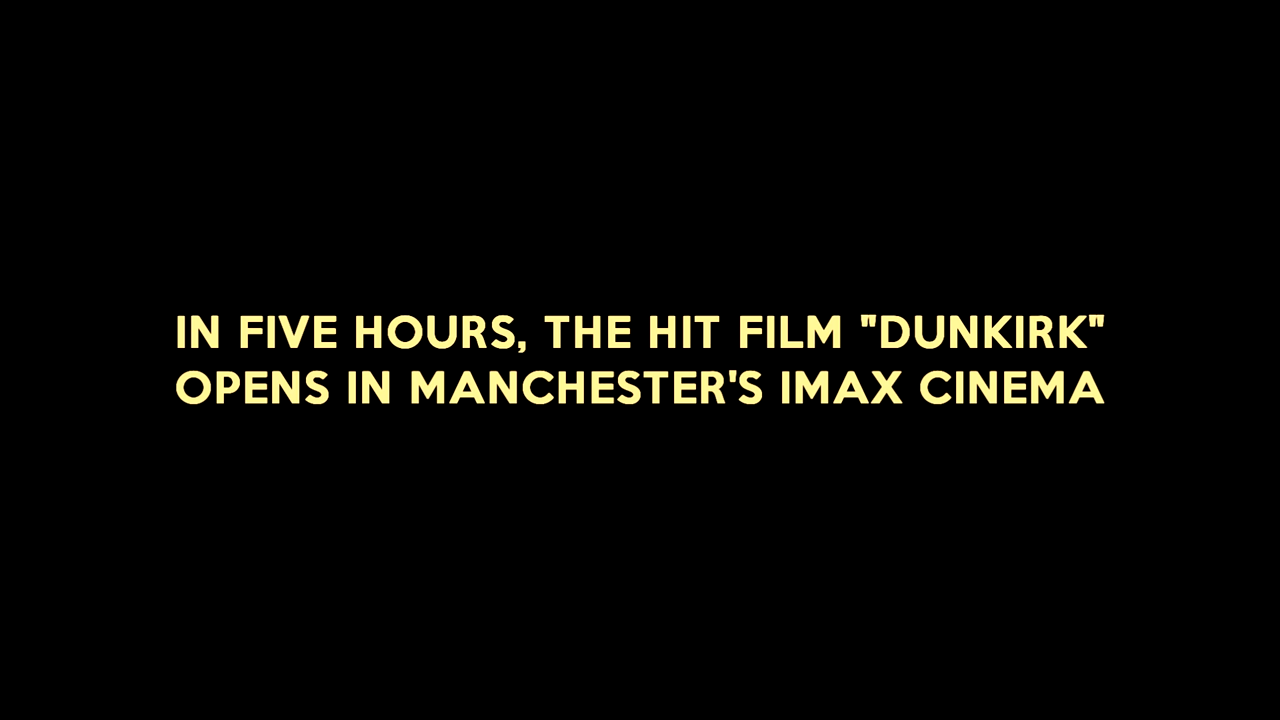 IN FIVE HOURS, THE HIT FILM "DUNKIRK"
OPENS IN MANCHESTER'S IMAX CINEMA